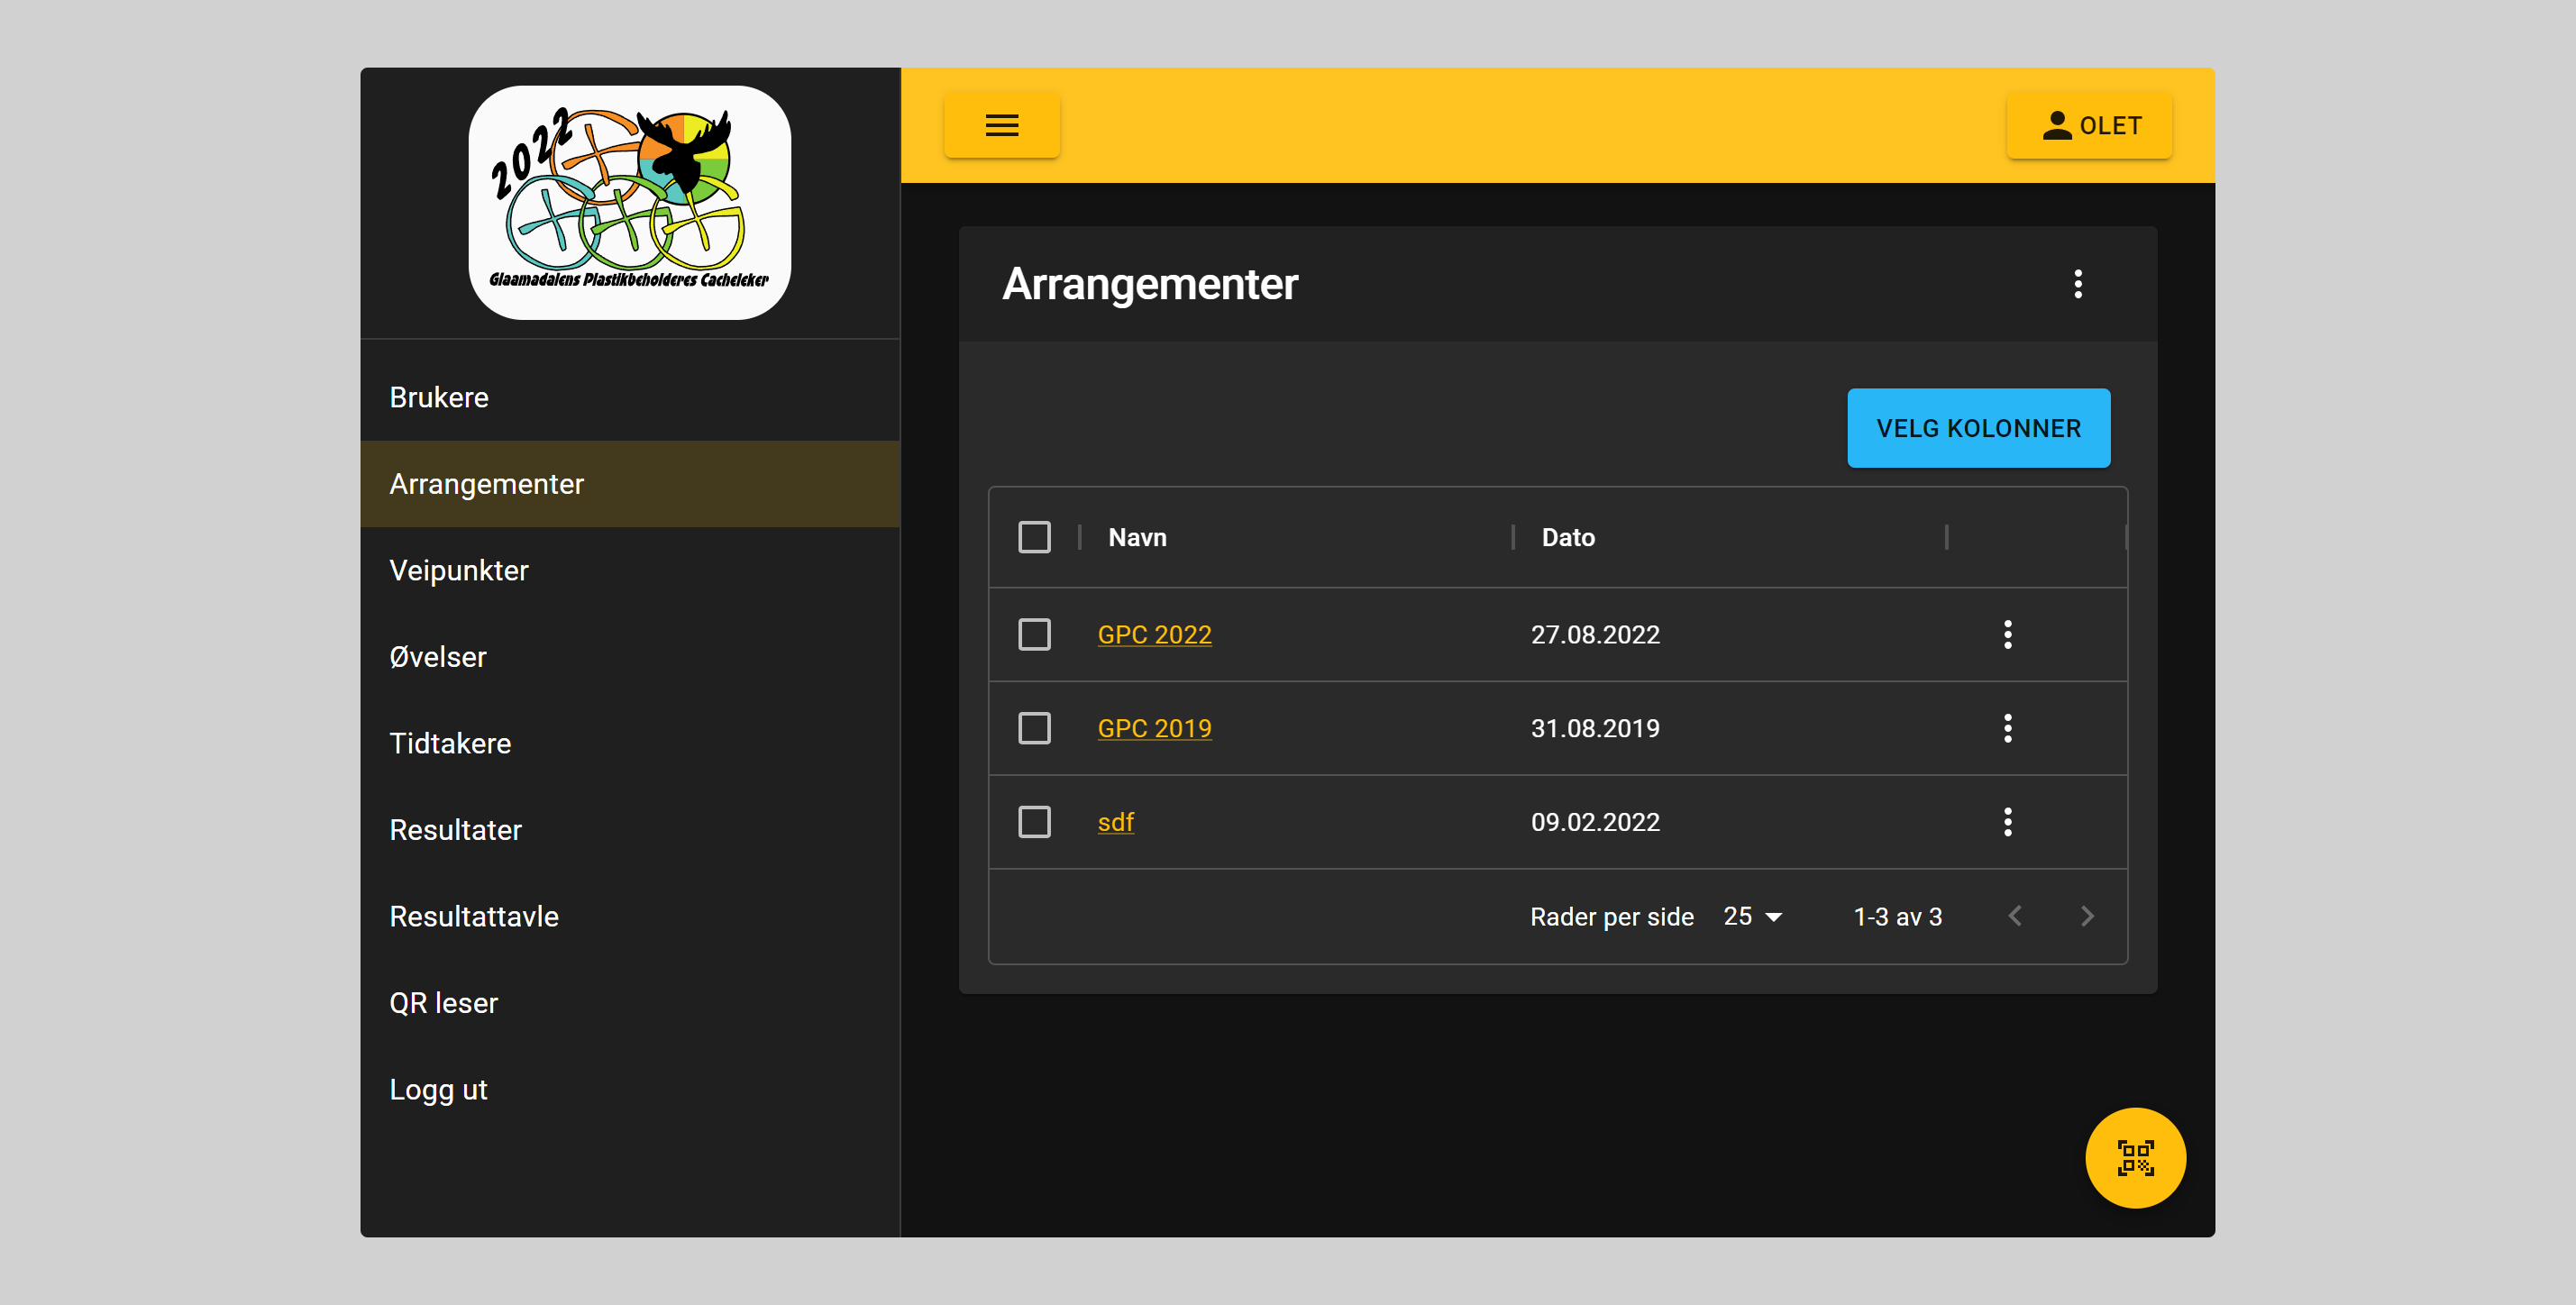 2022
Glaamadalens Plastikbeholderes Cacheleker
Brukere
Arrangementer
Veipunkter
Øvelser
Tidtakere
Resultater
Resultattavle
QR leser
Logg ut
OLET
Arrangementer
VELG KOLONNER
Navn Dato
GPC 2022 27.08.2022
GPC 2019 31.08.2019
sdf 09.02.2022
Rader per side 25 1-3 av 3